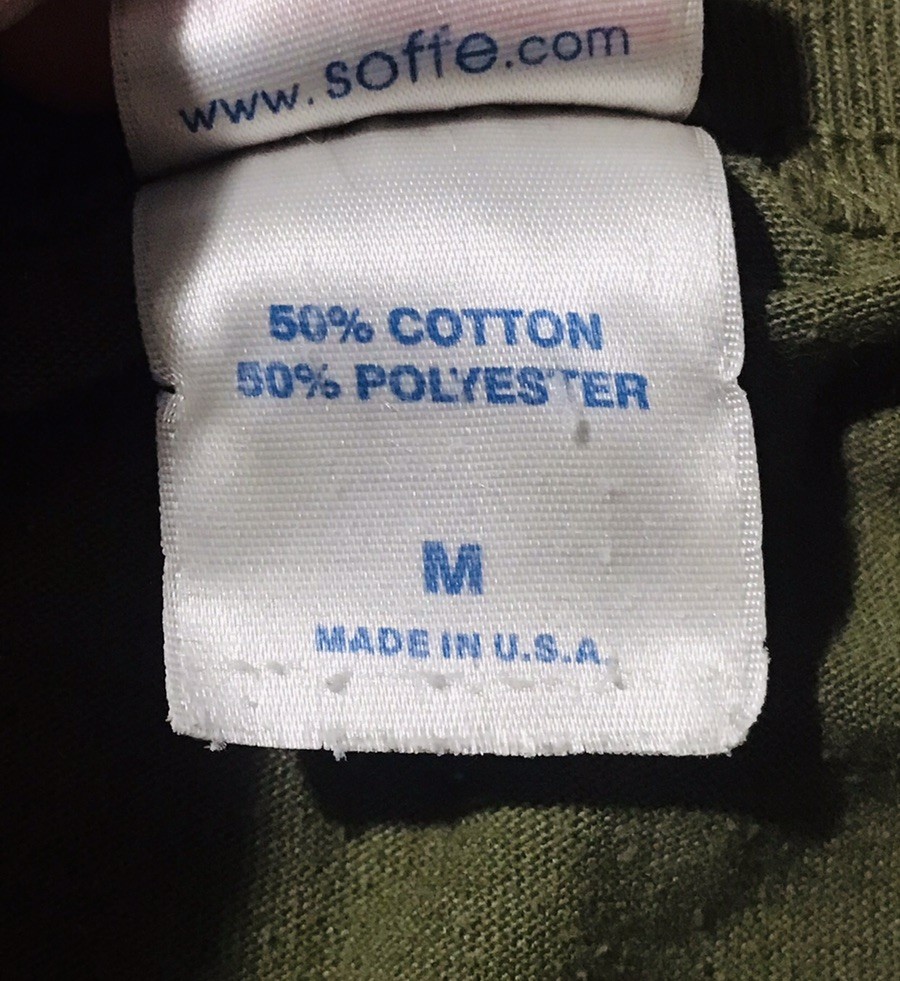 www.soffe.com
50% COTTON
50% POLYESTER
M
MADE IN U.S.A.